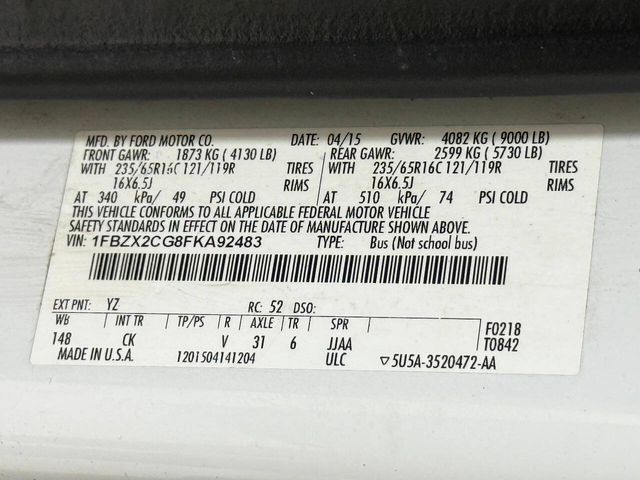 MFD. BY FORD MOTOR CO. DATE: 04/15 GVWR: 4082 KG ( 9000 LB)
FRONT GAWR: 1873 KG ( 4130 LB) REAR GAWR: 2599 KG ( 5730 LB)
WITH 235/65R16C 121/119R TIRES WITH 235/65R16C 121/119R TIRES
16X6.5J RIMS 16X6.5J RIMS
AT 340 kPa/ 49 PSI COLD AT 510 kPa/ 74 PSI COLD
THIS VEHICLE CONFORMS TO ALL APPLICABLE FEDERAL MOTOR VEHICLE
SAFETY STANDARDS IN EFFECT ON THE DATE OF MANUFACTURE SHOWN ABOVE.
VIN: 1FBZX2CG8FKA92483 TYPE: Bus (Not school bus)
EXT PNT: YZ RC: 52 DSO:
WB INT TR TP/PS R AXLE TR SPR F0218
148 CK V 31 6 JJAA T0842
MADE IN U.S.A. 1201504141204 ULC ▽5U5A-3520472-AA